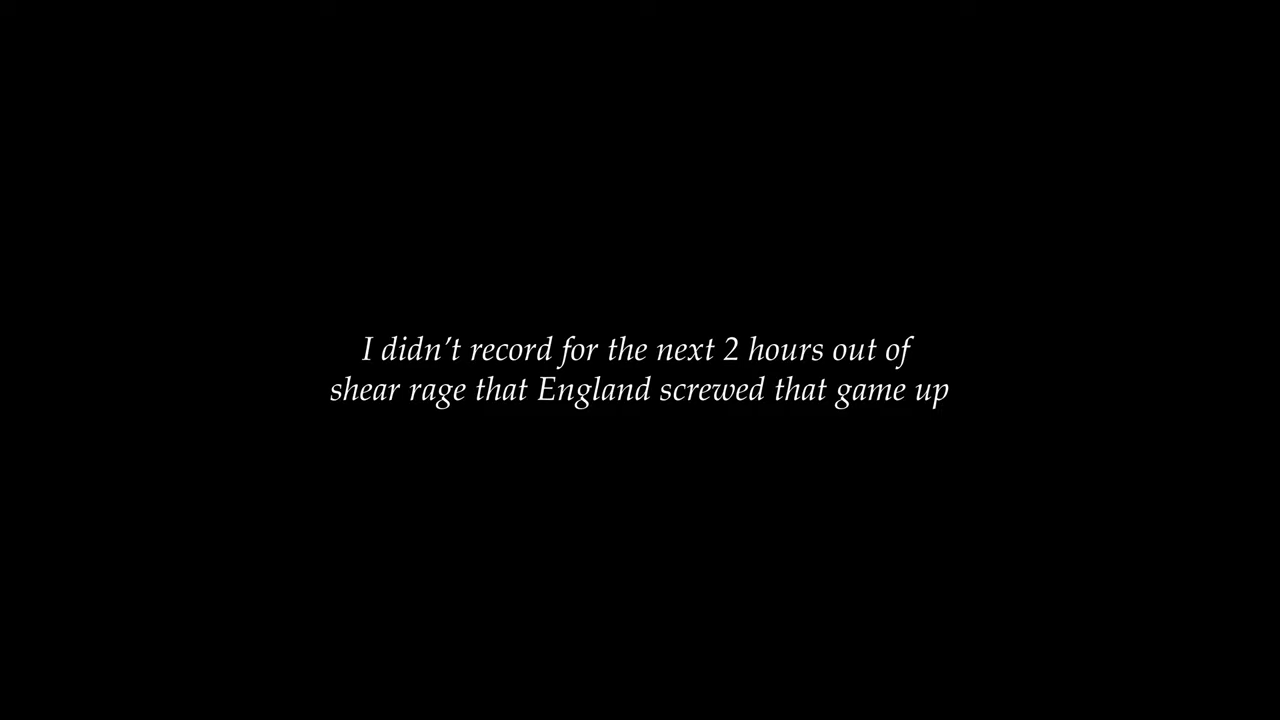 I didn't record for the next 2 hours out of
shear rage that England screwed that game up